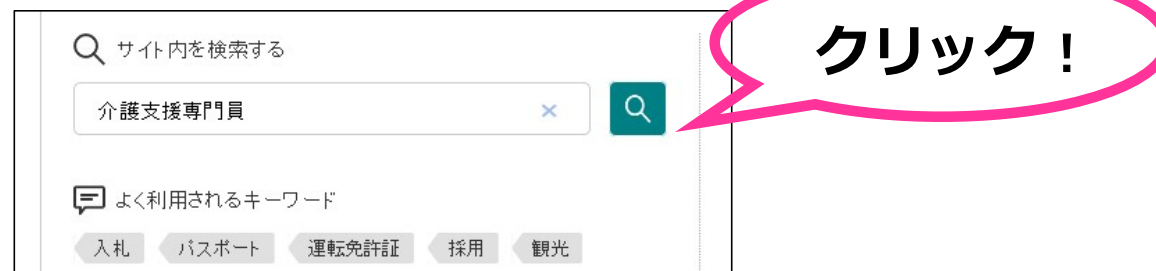 サイト内を検索する
クリック！
介護支援専門員 ×
よく利用されるキーワード
入札 パスポート 運転免許証 採用 観光